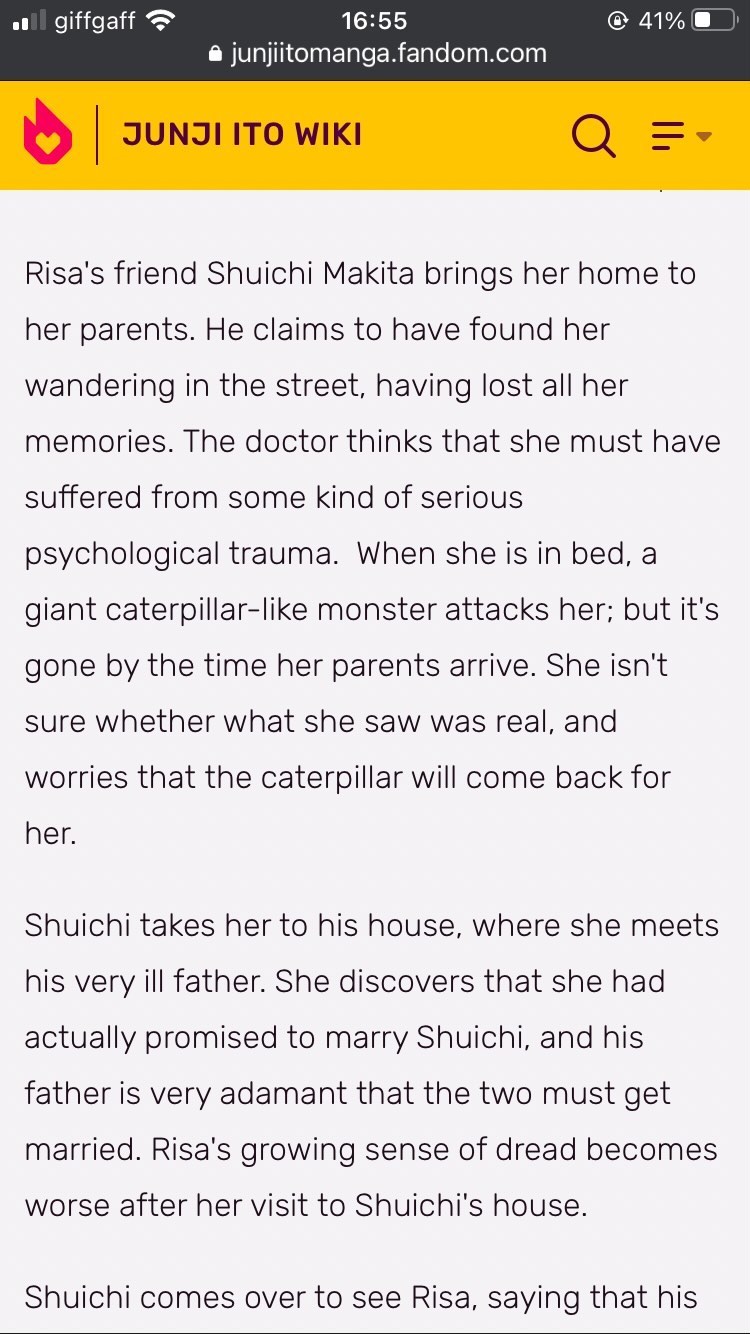 giffgaff 16:55 41%
junjiitomanga.fandom.com
JUNJI ITO WIKI
Risa's friend Shuichi Makita brings her home to
her parents. He claims to have found her
wandering in the street, having lost all her
memories. The doctor thinks that she must have
suffered from some kind of serious
psychological trauma.  When she is in bed, a
giant caterpillar-like monster attacks her; but it's
gone by the time her parents arrive. She isn't
sure whether what she saw was real, and
worries that the caterpillar will come back for
her.
Shuichi takes her to his house, where she meets
his very ill father. She discovers that she had
actually promised to marry Shuichi, and his
father is very adamant that the two must get
married. Risa's growing sense of dread becomes
worse after her visit to Shuichi's house.
Shuichi comes over to see Risa, saying that his